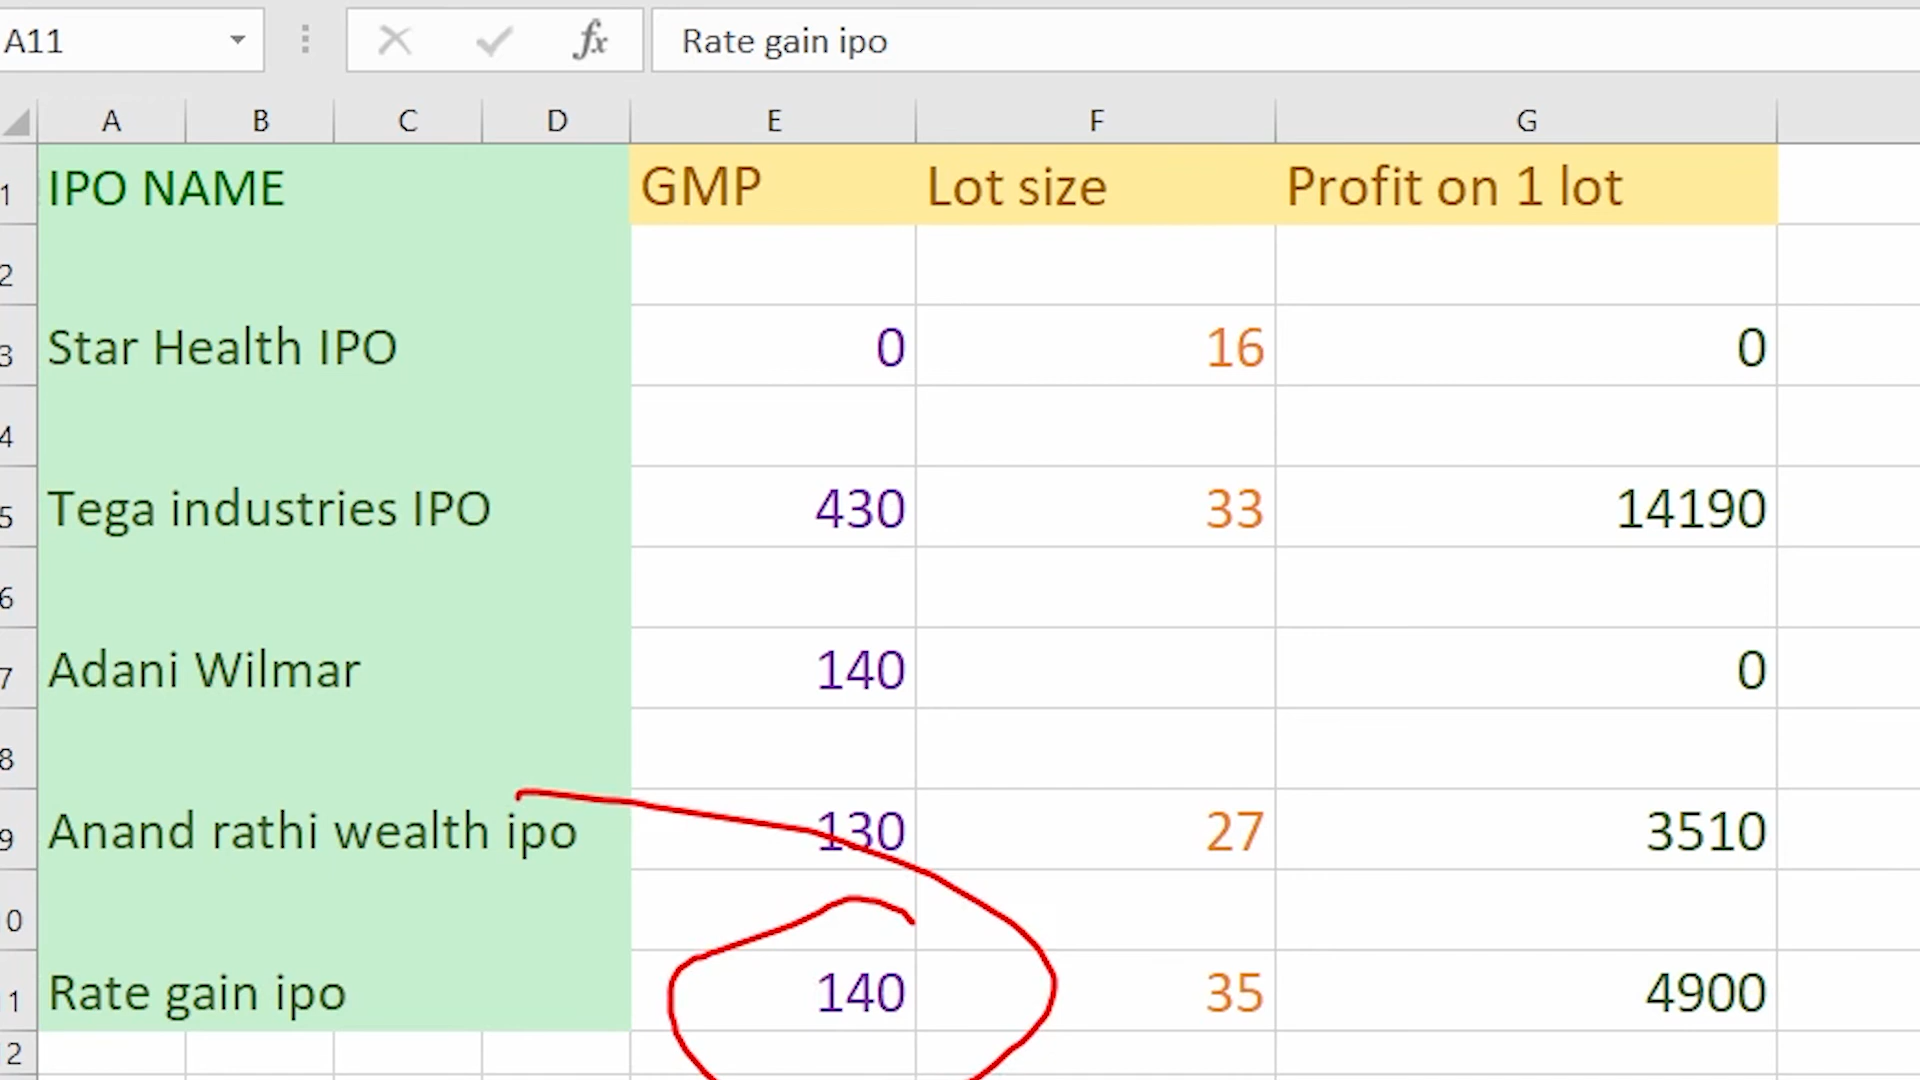 A11 fx Rate gain ipo
A B C D E F G
1 IPO NAME GMP Lot size Profit on 1 lot
2
3 Star Health IPO 0 16 0
4
5 Tega industries IPO 430 33 14190
6
7 Adani Wilmar 140 0
8
9 Anand rathi wealth ipo 130 27 3510
0
1 Rate gain ipo 140 35 4900
2